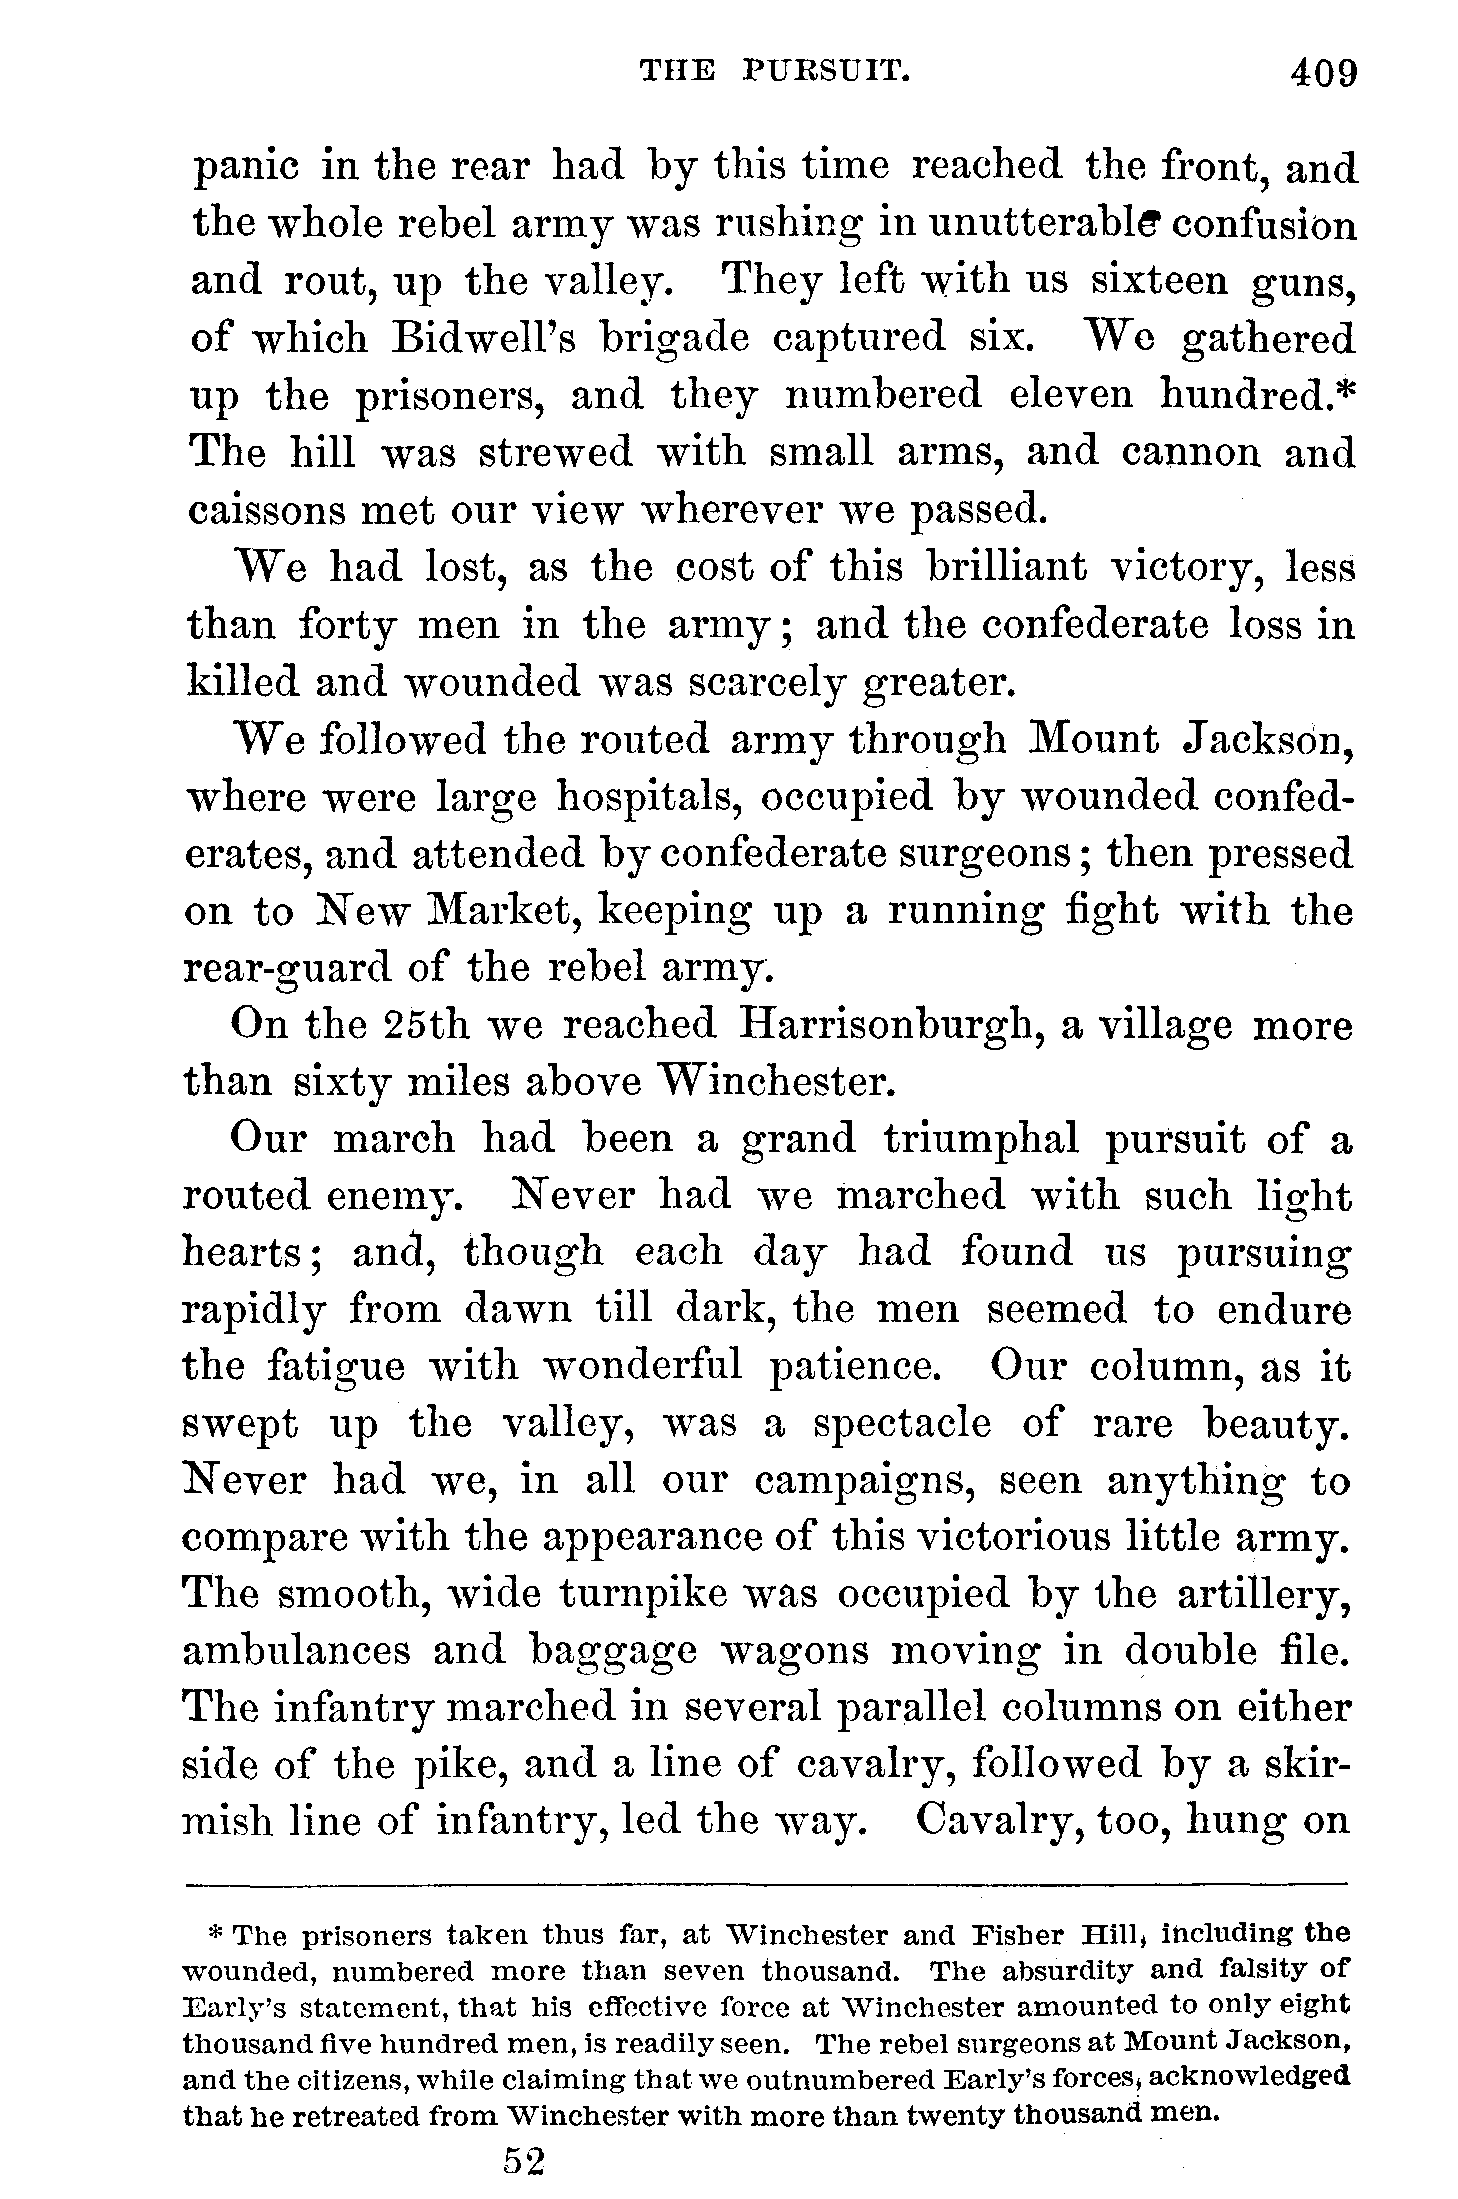 THE PURSUIT. 409
panic in the rear had by this time reached the front, and
the whole rebel army was rushing in unutterable confusion
and rout, up the valley. They left with us sixteen guns,
of which Bidwell's brigade captured six. We gathered
up the prisoners, and they numbered eleven hundred.*
The hill was strewed with small arms, and cannon and
caissons met our view wherever we passed.
We had lost, as the cost of this brilliant victory, less
than forty men in the army; and the confederate loss in
killed and wounded was scarcely greater.
We followed the routed army through Mount Jackson,
where were large hospitals, occupied by wounded confed-
erates, and attended by confederate surgeons; then pressed
on to New Market, keeping up a running fight with the
rear-guard of the rebel army.
On the 25th we reached Harrisonburgh, a village more
than sixty miles above Winchester.
Our march had been a grand triumphal pursuit of a
routed enemy. Never had we marched with such light
hearts; and, though each day had found us pursuing
rapidly from dawn till dark, the men seemed to endure
the fatigue with wonderful patience. Our column, as it
swept up the valley, was a spectacle of rare beauty.
Never had we, in all our campaigns, seen anything to
compare with the appearance of this victorious little army.
The smooth, wide turnpike was occupied by the artillery,
ambulances and baggage wagons moving in double file.
The infantry marched in several parallel columns on either
side of the pike, and a line of cavalry, followed by a skir-
mish line of infantry, led the way. Cavalry, too, hung on
* The prisoners taken thus far, at Winchester and Fisher Hill, including the
wounded, numbered more than seven thousand. The absurdity and falsity of
Early's statement, that his effective force at Winchester amounted to only eight
thousand five hundred men, is readily seen. The rebel surgeons at Mount Jackson,
and the citizens, while claiming that we outnumbered Early's forces, acknowledged
that he retreated from Winchester with more than twenty thousand men.
52